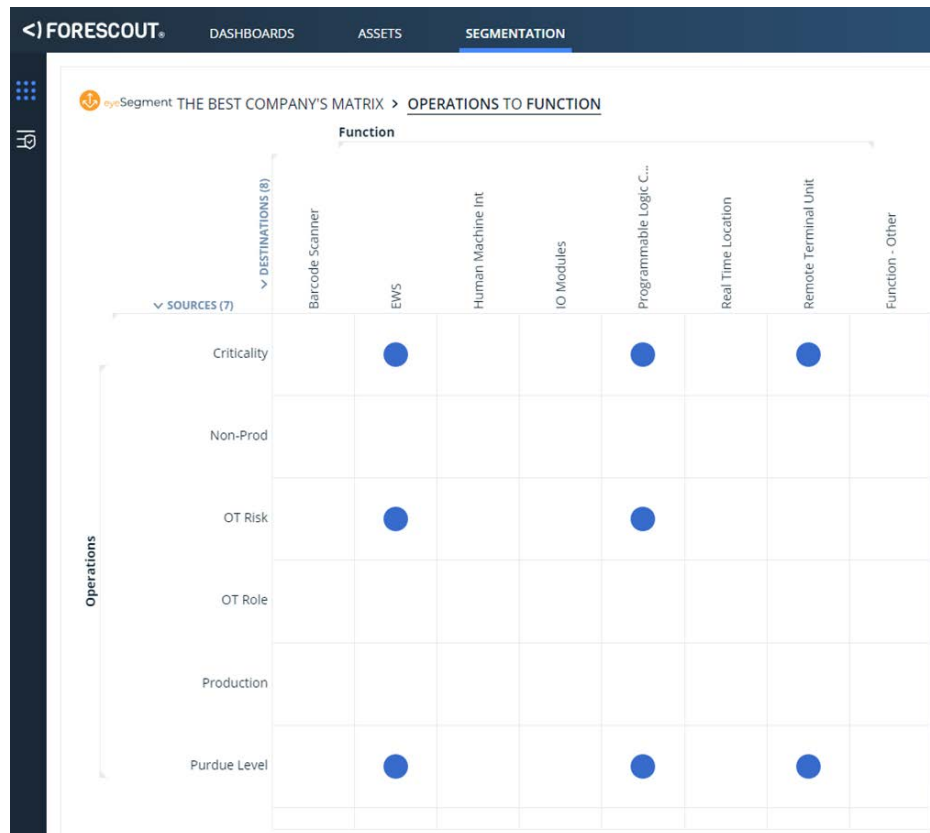 <) FORESCOUT® DASHBOARDS ASSETS SEGMENTATION
eyeSegment THE BEST COMPANY'S MATRIX > OPERATIONS TO FUNCTION
Function
DESTINATIONS (8)
SOURCES (7)
Barcode Scanner
EWS
Human Machine Int
IO Modules
Programmable Logic C...
Real Time Location
Remote Terminal Unit
Function - Other
Operations
Criticality
Non-Prod
OT Risk
OT Role
Production
Purdue Level